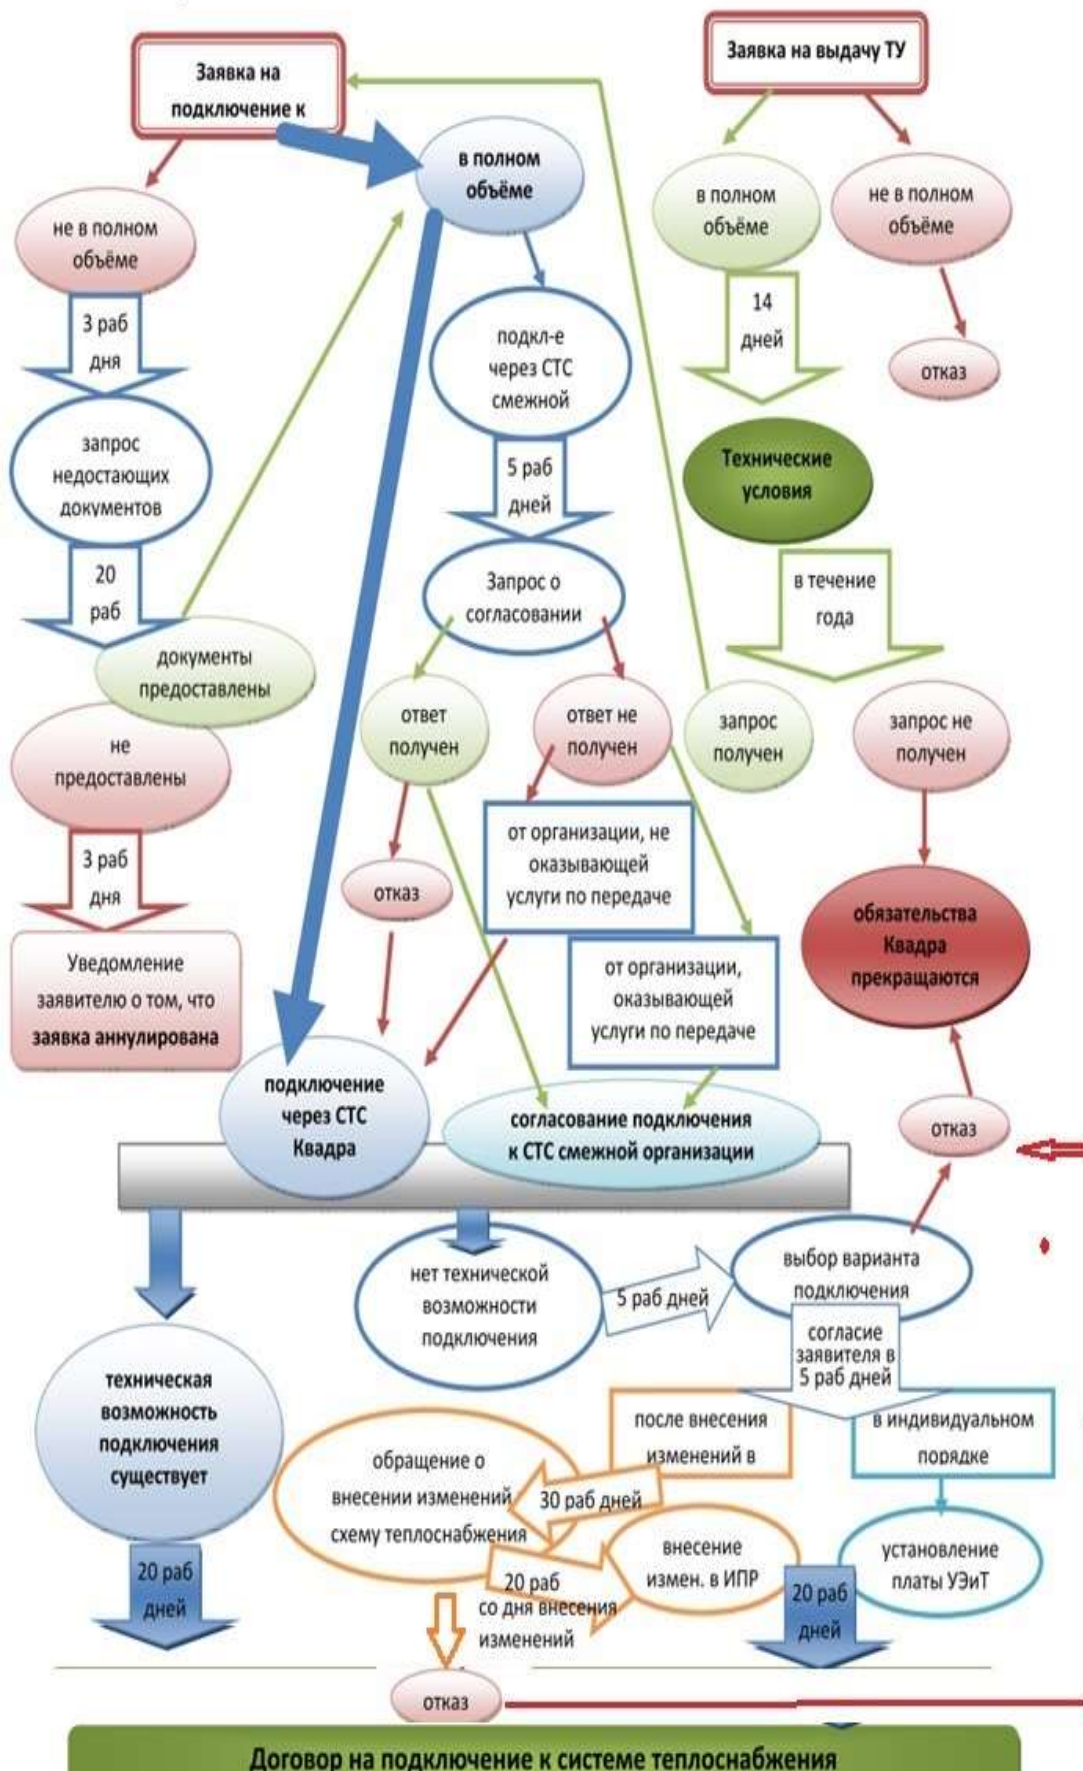 Заявка на
подключение к
Заявка на выдачу ТУ
в полном
объёме
не в полном
объёме
в полном
объёме
не в полном
объёме
3 раб
дня
подкл-е
через СТС
смежной
14
дней
отказ
запрос
недостающих
документов
5 раб
дней
Технические
условия
20
раб
Запрос о
согласовании
в течение
года
документы
предоставлены
не
предоставлены
ответ
получен
ответ не
получен
запрос
получен
запрос не
получен
3 раб
дня
отказ
от организации, не
оказывающей
услуги по передаче
обязательства
Квадра
прекращаются
Уведомление
заявителю о том, что
заявка аннулирована
от организации,
оказывающей
услуги по передаче
подключение
через СТС
Квадра
согласование подключения
к СТС смежной организации
отказ
нет технической
возможности
подключения
5 раб дней
выбор варианта
подключения
согласие
заявителя в
5 раб дней
техническая
возможность
подключения
существует
после внесения
изменений в
в индивидуальном
порядке
обращение о
внесении изменений
схему теплоснабжения
30 раб дней
20 раб
со дня внесения
изменений
внесение
измен. в ИПР
установление
платы УЭиТ
20 раб
дней
20 раб
дней
отказ
Договор на подключение к системе теплоснабжения